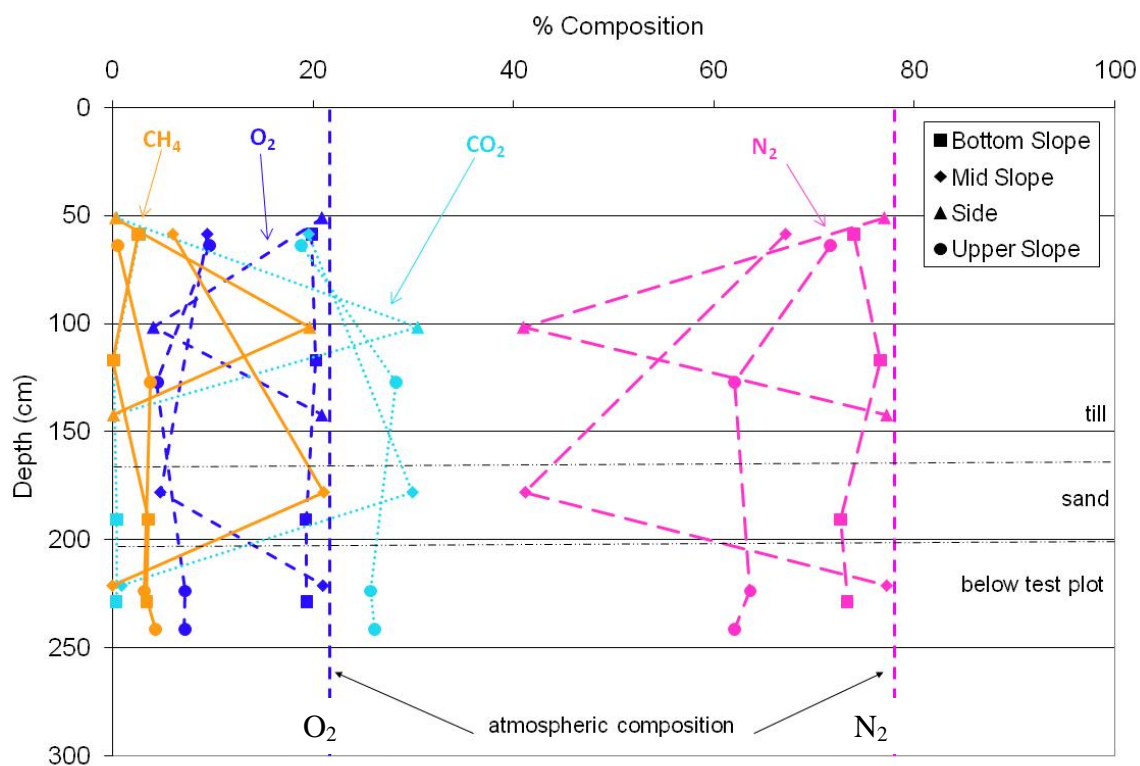 % Composition
0 20 40 60 80 100
0
50
100
150
200
250
300
Depth (cm)
CH₄
O₂
CO₂
N₂
Bottom Slope
Mid Slope
Side
Upper Slope
till
sand
below test plot
O₂ atmospheric composition N₂